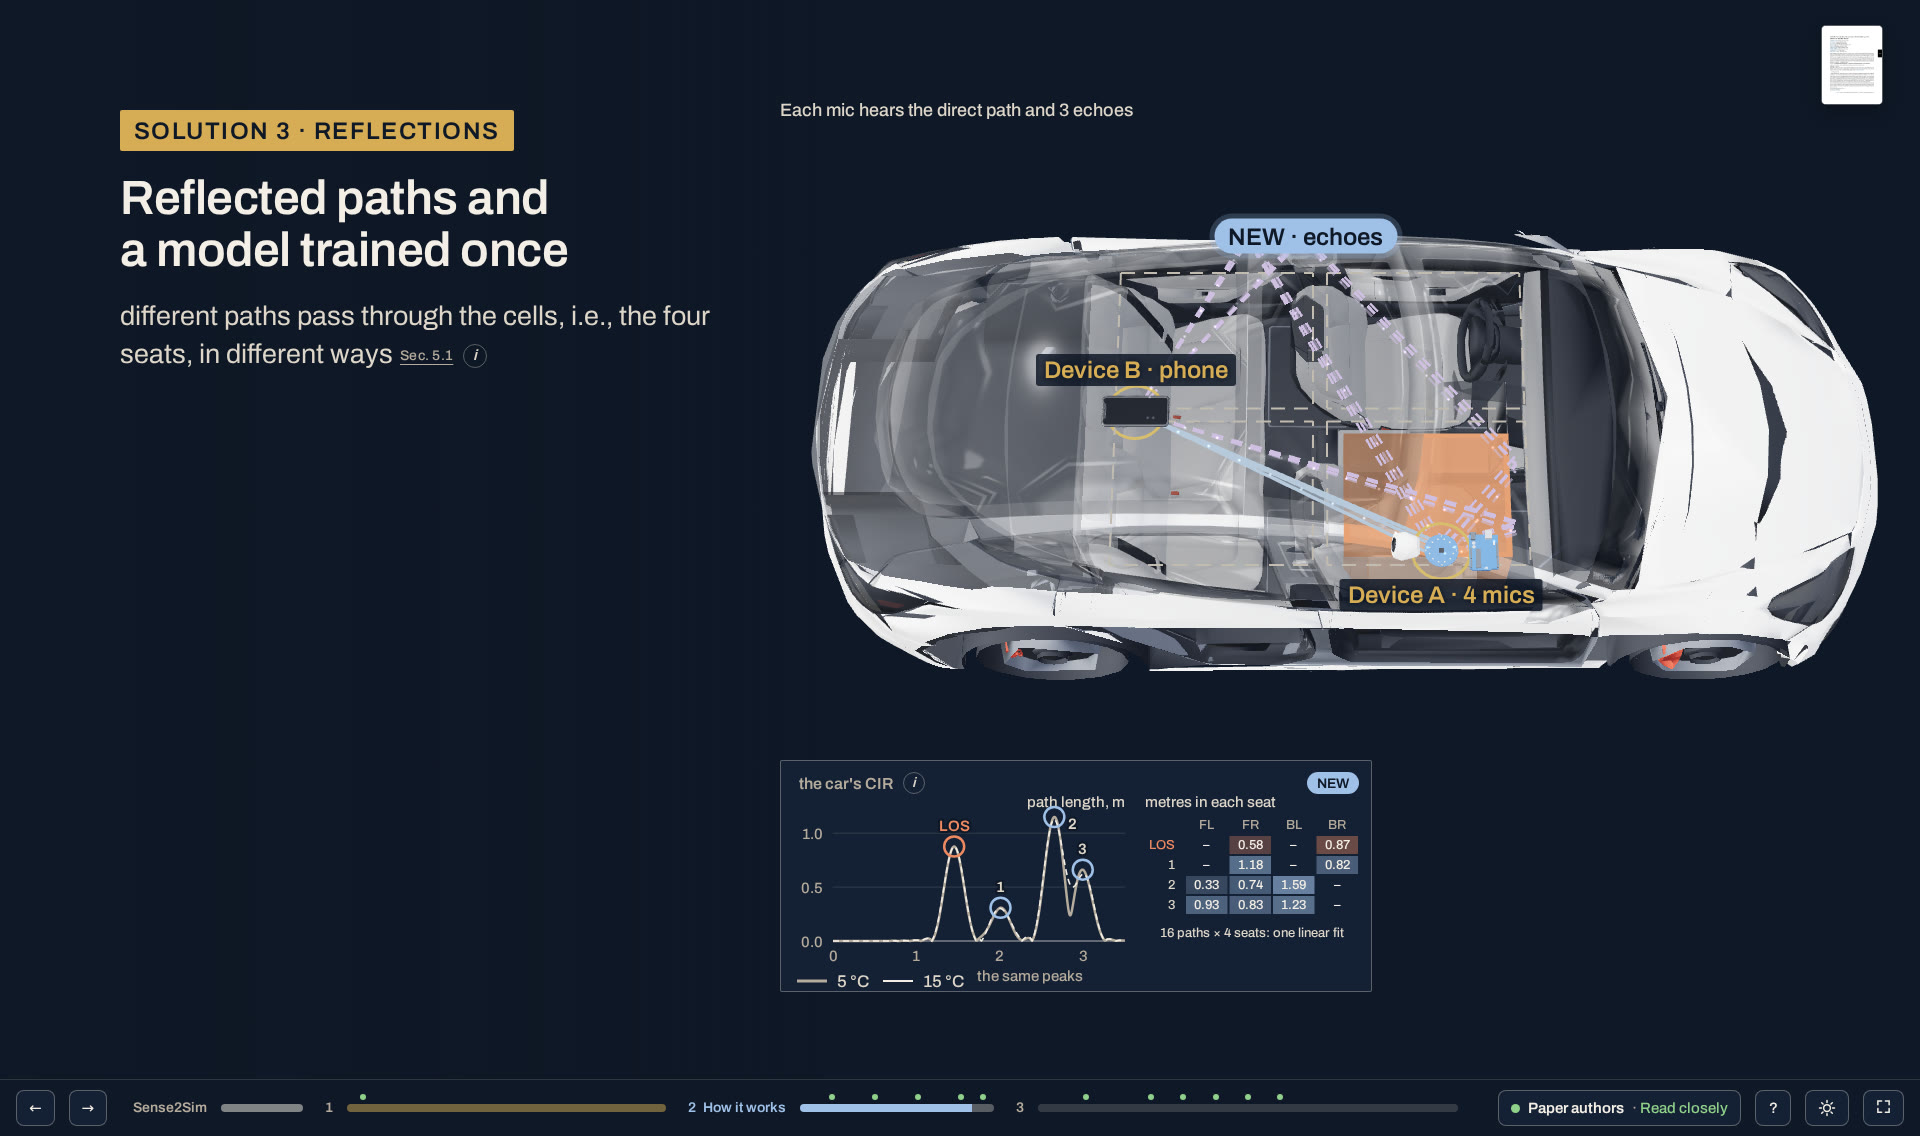 SOLUTION 3 · REFLECTIONS
Reflected paths and
a model trained once
different paths pass through the cells, i.e., the four
seats, in different ways Sec. 5.1 i
Each mic hears the direct path and 3 echoes
NEW · echoes
Device B · phone
Device A · 4 mics
the car's CIR i
NEW
path length, m
metres in each seat
LOS
1
2
3
1.0
0.5
0.0
0 1 2 3
5 °C 15 °C the same peaks
FL FR BL BR
LOS – 0.58 – 0.87
1 – 1.18 – 0.82
2 0.33 0.74 1.59 –
3 0.93 0.83 1.23 –
16 paths × 4 seats: one linear fit
← → Sense2Sim 1 2 How it works 3 Paper authors · Read closely ?